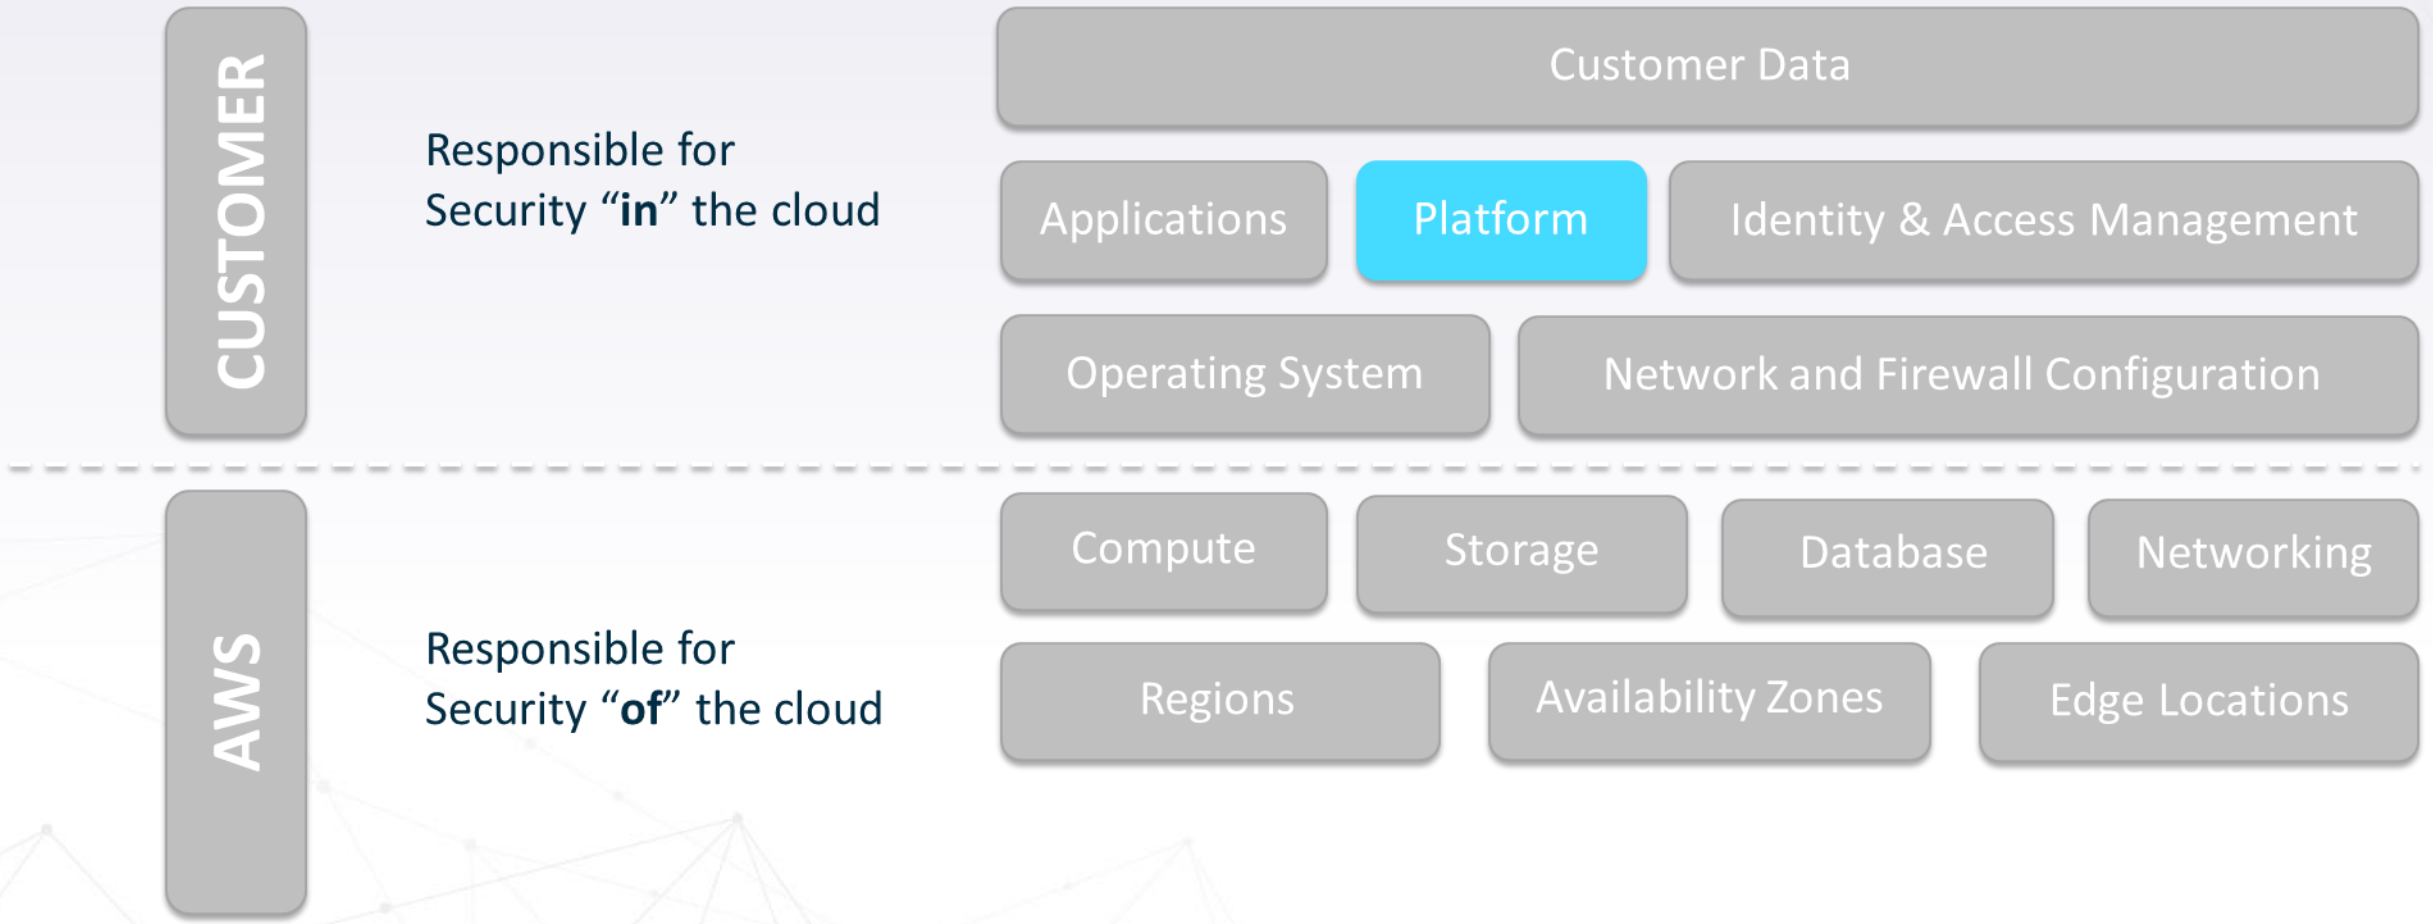 CUSTOMER
Responsible for
Security “in” the cloud
Customer Data
Applications
Platform
Identity & Access Management
Operating System
Network and Firewall Configuration
AWS
Responsible for
Security “of” the cloud
Compute
Storage
Database
Networking
Regions
Availability Zones
Edge Locations